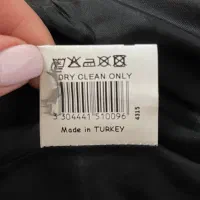 DRY CLEAN ONLY
3 304441 510096
4315
Made in TURKEY